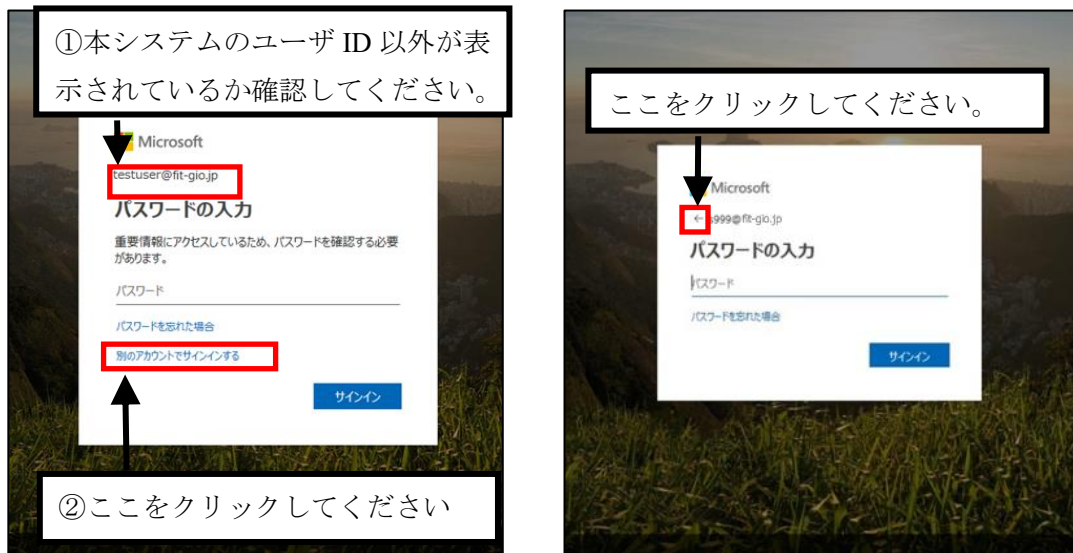 ①本システムのユーザ ID 以外が表
示されているか確認してください。
Microsoft
testuser@fit-gio.jp
パスワードの入力
重要情報にアクセスしているため、パスワードを確認する必要
があります。
パスワード
パスワードを忘れた場合
別のアカウントでサインインする
サインイン
②ここをクリックしてください
ここをクリックしてください。
Microsoft
← s999@fit-gio.jp
パスワードの入力
パスワード
パスワードを忘れた場合
サインイン